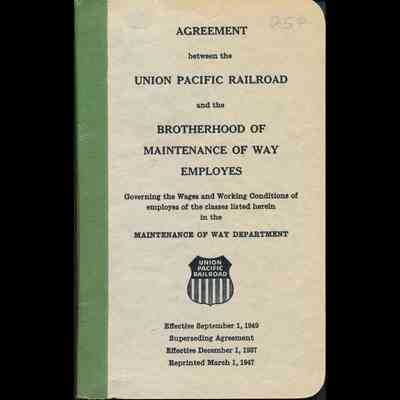 25¢
AGREEMENT
between the
UNION PACIFIC RAILROAD
and the
BROTHERHOOD OF
MAINTENANCE OF WAY
EMPLOYES
Governing the Wages and Working Conditions of
employes of the classes listed herein
in the
MAINTENANCE OF WAY DEPARTMENT
UNION
PACIFIC
RAILROAD
Effective September 1, 1949
Superseding Agreement
Effective December 1, 1937
Reprinted March 1, 1947